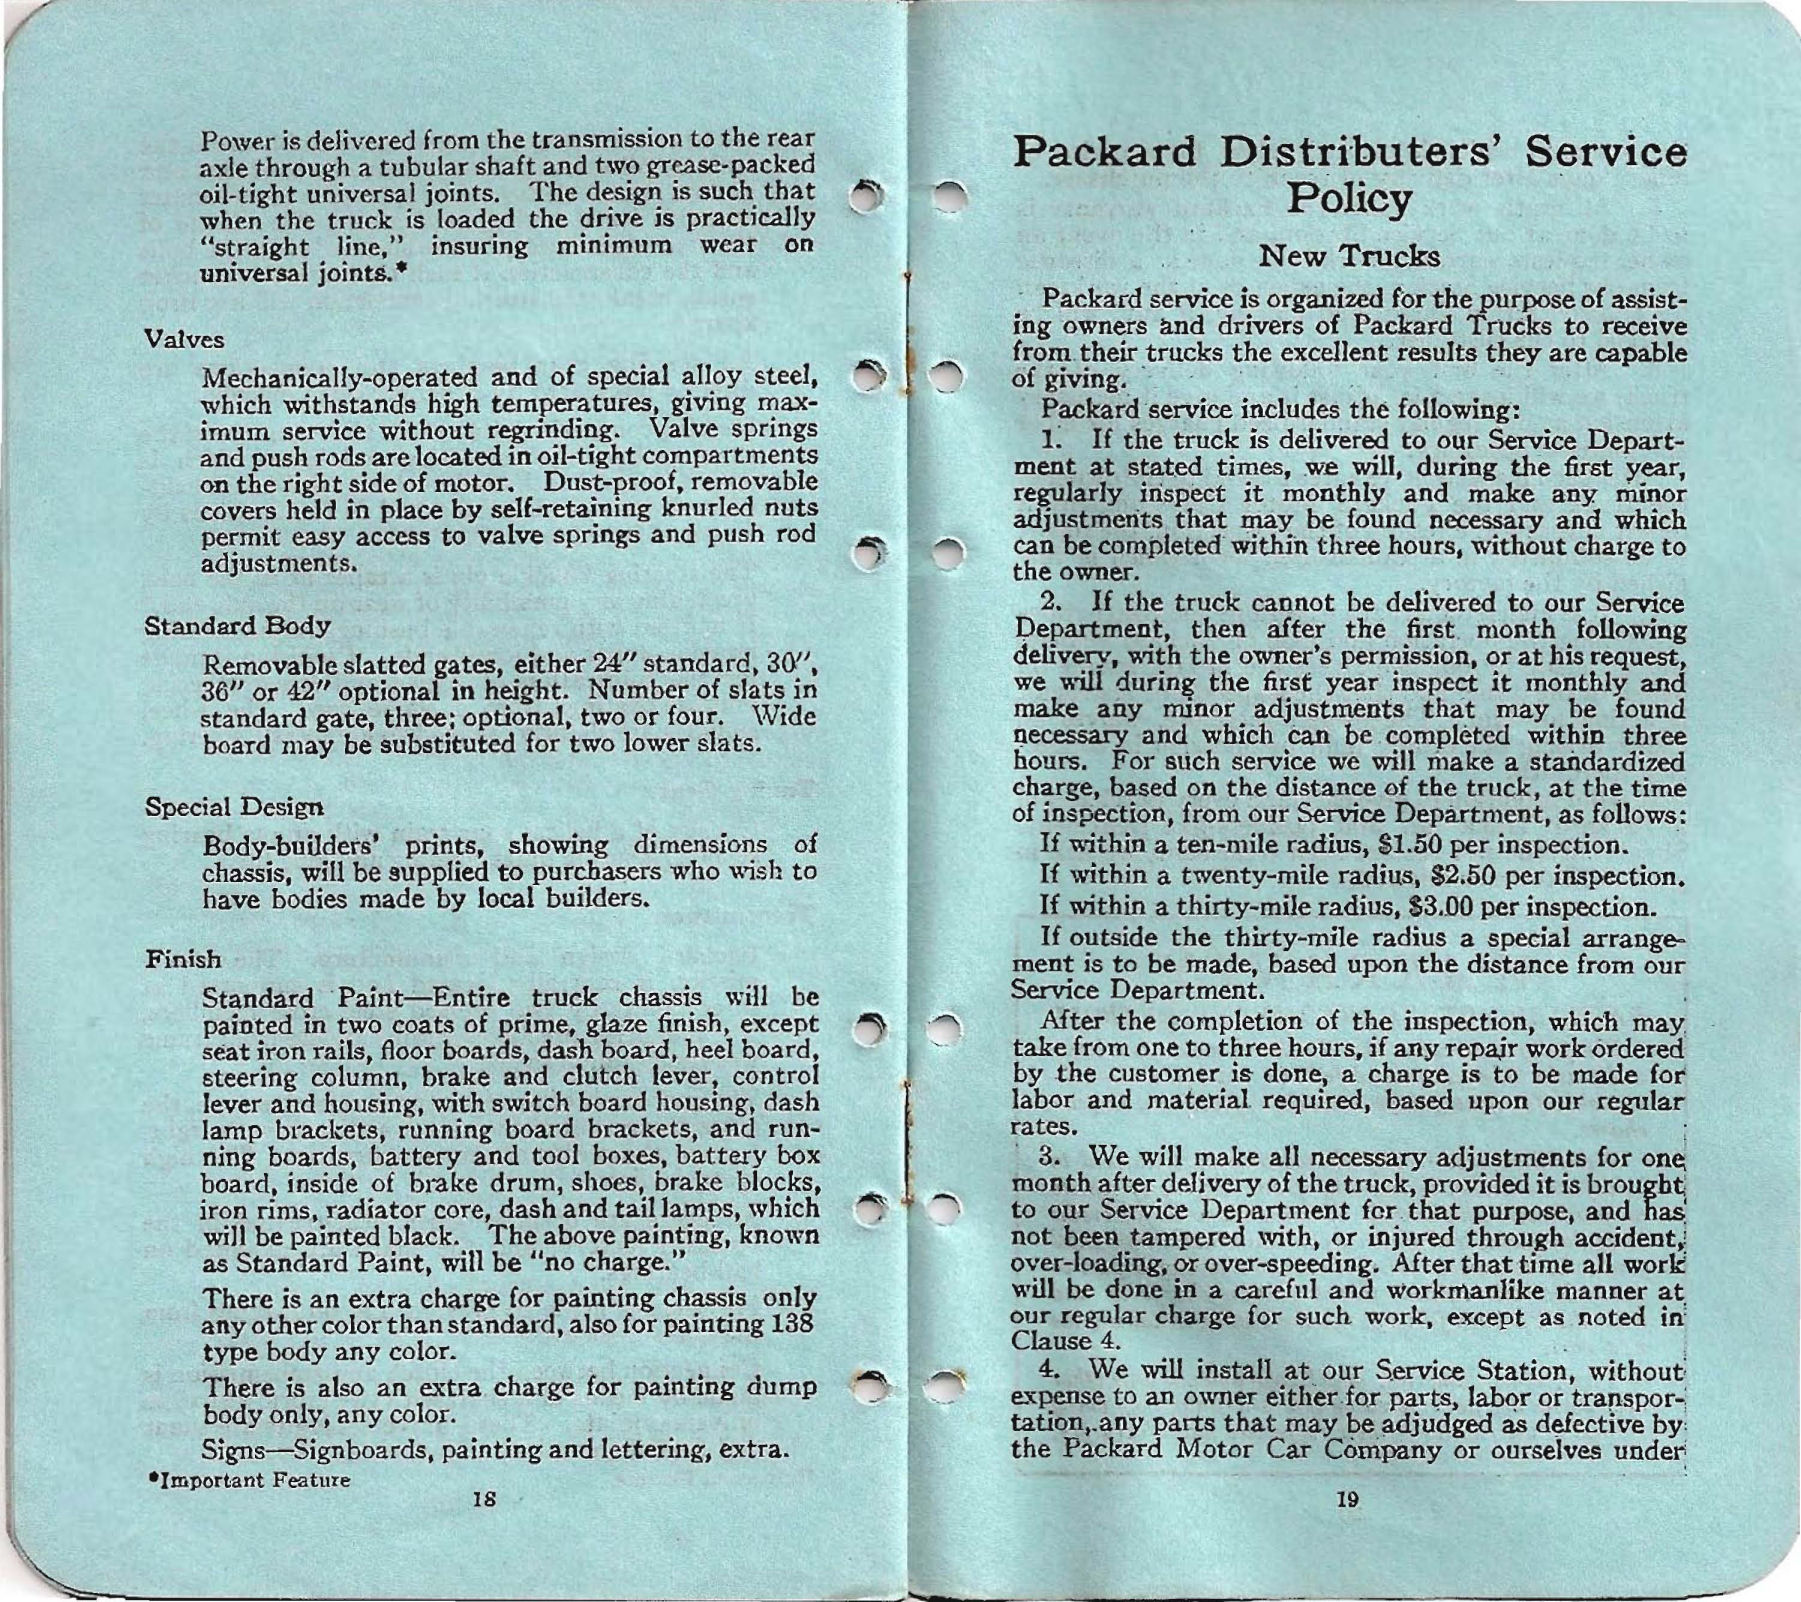 Power is delivered from the transmission to the rear
axle through a tubular shaft and two grease-packed
oil-tight universal joints. The design is such that
when the truck is loaded the drive is practically
“straight line,” insuring minimum wear on
universal joints.*
Valves
Mechanically-operated and of special alloy steel,
which withstands high temperatures, giving max-
imum service without regrinding. Valve springs
and push rods are located in oil-tight compartments
on the right side of motor. Dust-proof, removable
covers held in place by self-retaining knurled nuts
permit easy access to valve springs and push rod
adjustments.
Standard Body
Removable slatted gates, either 24″ standard, 30″,
36″ or 42″ optional in height. Number of slats in
standard gate, three; optional, two or four. Wide
board may be substituted for two lower slats.
Special Design
Body-builders’ prints, showing dimensions of
chassis, will be supplied to purchasers who wish to
have bodies made by local builders.
Finish
Standard Paint—Entire truck chassis will be
painted in two coats of prime, glaze finish, except
seat iron rails, floor boards, dash board, heel board,
steering column, brake and clutch lever, control
lever and housing, with switch board housing, dash
lamp brackets, running board brackets, and run-
ning boards, battery and tool boxes, battery box
board, inside of brake drum, shoes, brake blocks,
iron rims, radiator core, dash and tail lamps, which
will be painted black. The above painting, known
as Standard Paint, will be “no charge.”
There is an extra charge for painting chassis only
any other color than standard, also for painting 138
type body any color.
There is also an extra charge for painting dump
body only, any color.
Signs—Signboards, painting and lettering, extra.
*Important Feature
18
Packard Distributers’ Service
Policy
New Trucks
Packard service is organized for the purpose of assist-
ing owners and drivers of Packard Trucks to receive
from their trucks the excellent results they are capable
of giving.
Packard service includes the following:
1. If the truck is delivered to our Service Depart-
ment at stated times, we will, during the first year,
regularly inspect it monthly and make any minor
adjustments that may be found necessary and which
can be completed within three hours, without charge to
the owner.
2. If the truck cannot be delivered to our Service
Department, then after the first month following
delivery, with the owner’s permission, or at his request,
we will during the first year inspect it monthly and
make any minor adjustments that may be found
necessary and which can be completed within three
hours. For such service we will make a standardized
charge, based on the distance of the truck, at the time
of inspection, from our Service Department, as follows:
If within a ten-mile radius, $1.50 per inspection.
If within a twenty-mile radius, $2.50 per inspection.
If within a thirty-mile radius, $3.00 per inspection.
If outside the thirty-mile radius a special arrange-
ment is to be made, based upon the distance from our
Service Department.
After the completion of the inspection, which may
take from one to three hours, if any repair work ordered
by the customer is done, a charge is to be made for
labor and material required, based upon our regular
rates.
3. We will make all necessary adjustments for one
month after delivery of the truck, provided it is brought
to our Service Department for that purpose, and has
not been tampered with, or injured through accident,
over-loading, or over-speeding. After that time all work
will be done in a careful and workmanlike manner at
our regular charge for such work, except as noted in
Clause 4.
4. We will install at our Service Station, without
expense to an owner either for parts, labor or transpor-
tation, any parts that may be adjudged as defective by
the Packard Motor Car Company or ourselves under
19